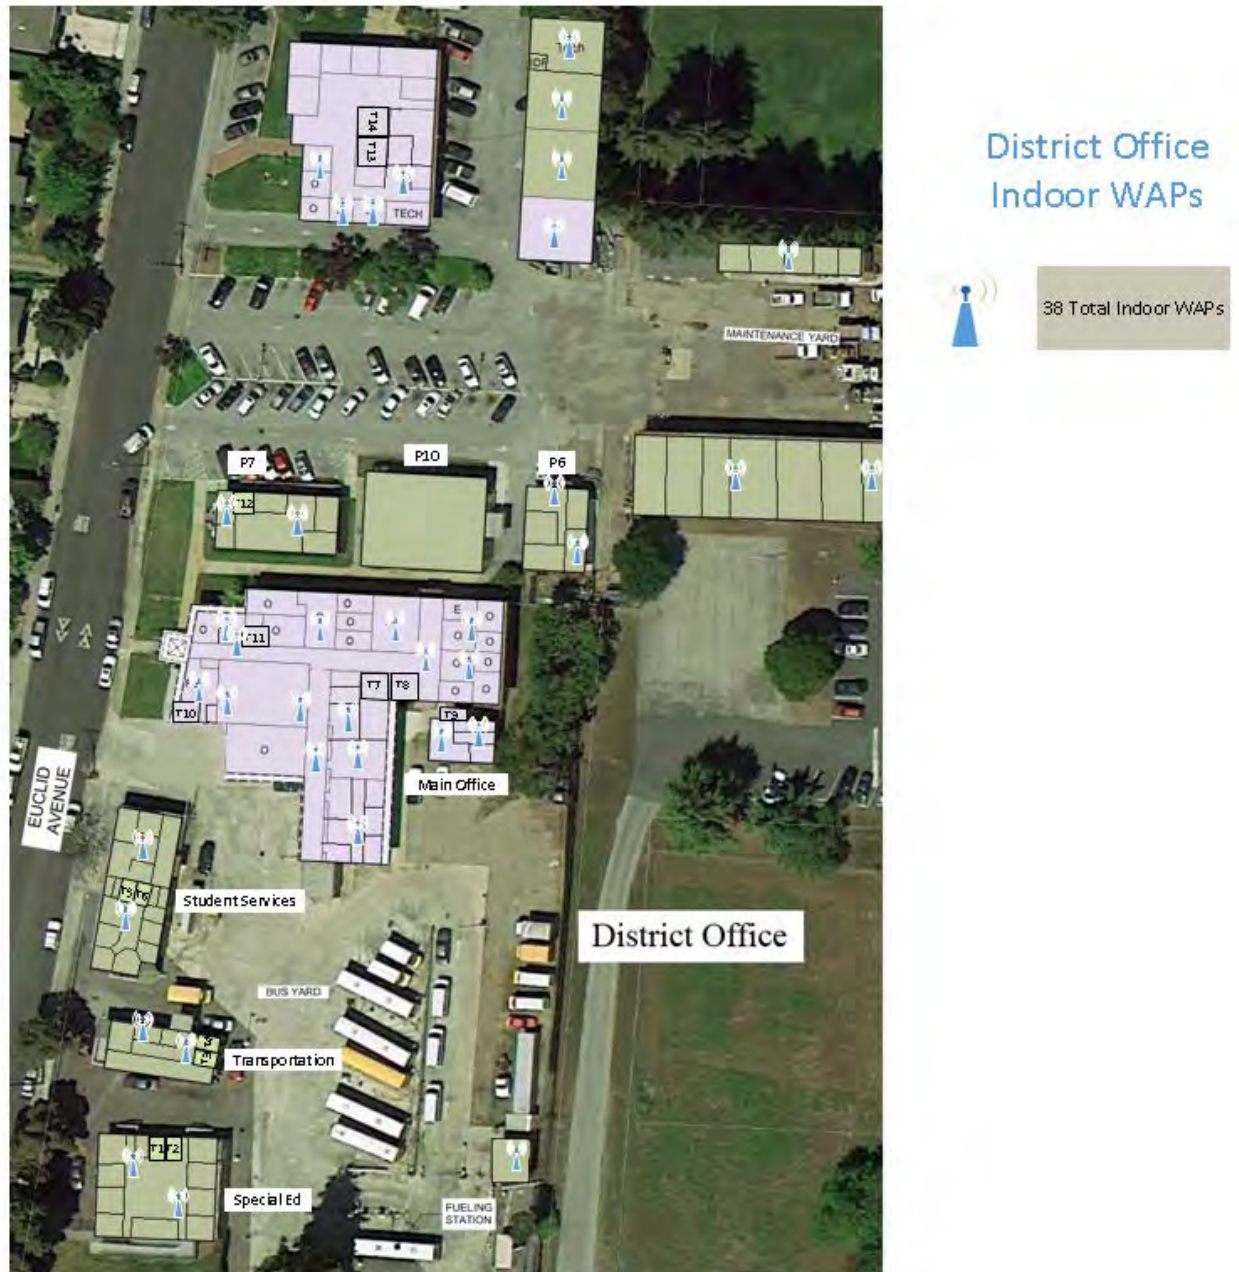 Tech
IDF
T14
T13
TECH
District Office
Indoor WAPs
38 Total Indoor WAPs
MAINTENANCE YARD
P7
P10
P6
T12
E
T11
T7
T8
T10
T9
Main Office
EUCLID
AVENUE
T5
T6
Student Services
District Office
BUS YARD
Transportation
T1
T2
Special Ed
FUELING
STATION